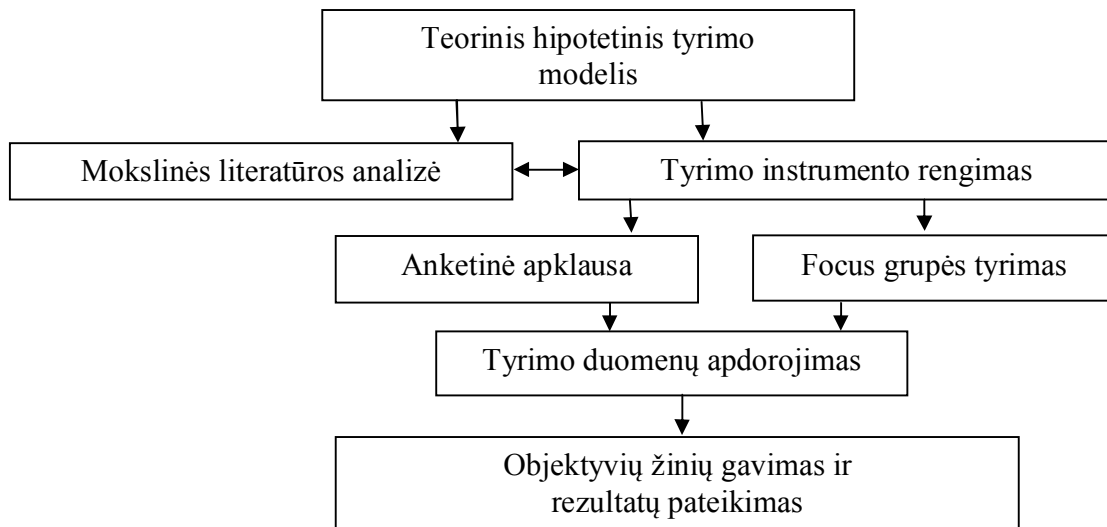 Teorinis hipotetinis tyrimo
modelis
Mokslinės literatūros analizė
Tyrimo instrumento rengimas
Anketinė apklausa
Focus grupės tyrimas
Tyrimo duomenų apdorojimas
Objektyvių žinių gavimas ir
rezultatų pateikimas